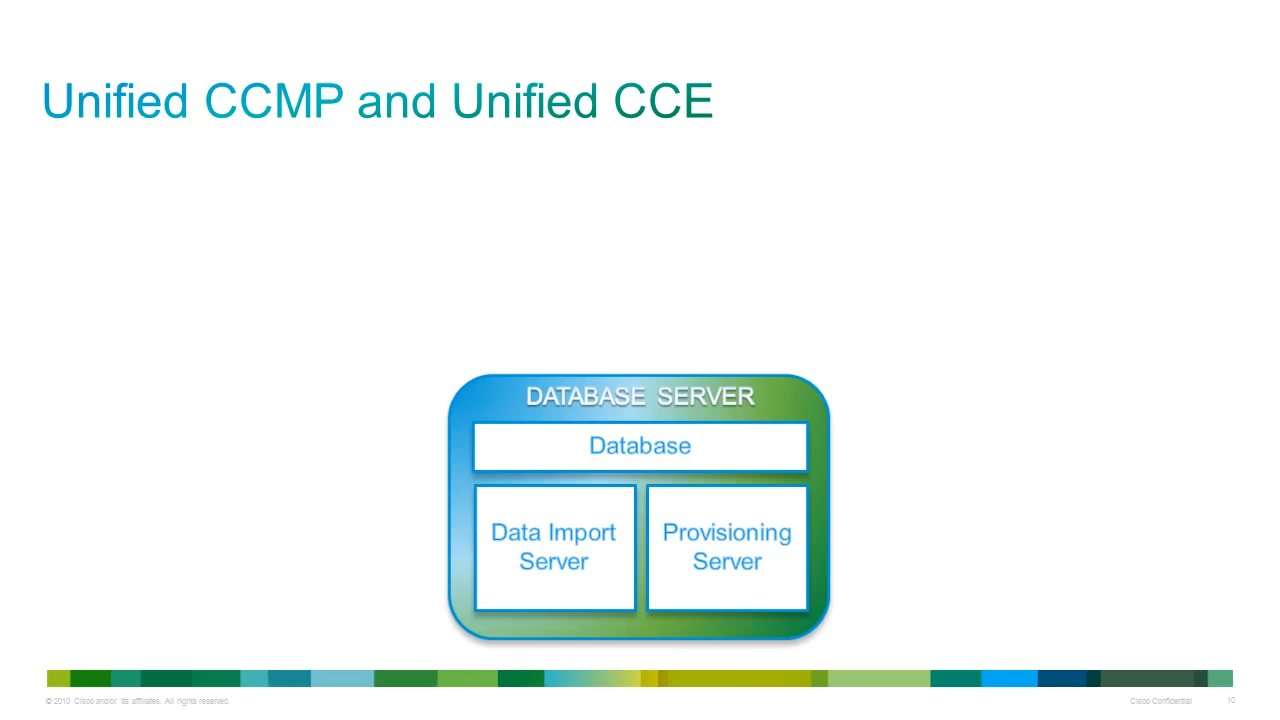 Unified CCMP and Unified CCE
DATABASE SERVER
Database
Data Import
Server
Provisioning
Server
© 2010 Cisco and/or its affiliates. All rights reserved.
Cisco Confidential
10